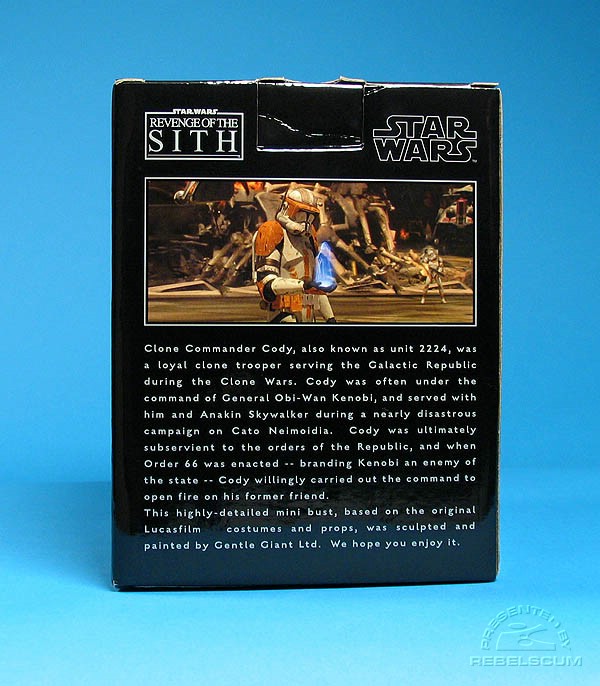 STAR WARS
REVENGE OF THE
SITH
STAR
WARS
Clone Commander Cody, also known as unit 2224, was
a loyal clone trooper serving the Galactic Republic
during the Clone Wars. Cody was often under the
command of General Obi-Wan Kenobi, and served with
him and Anakin Skywalker during a nearly disastrous
campaign on Cato Neimoidia. Cody was ultimately
subservient to the orders of the Republic, and when
Order 66 was enacted -- branding Kenobi an enemy of
the state -- Cody willingly carried out the command to
open fire on his former friend.
This highly-detailed mini bust, based on the original
Lucasfilm costumes and props, was sculpted and
painted by Gentle Giant Ltd. We hope you enjoy it.
PRESENTED BY
REBELSCUM